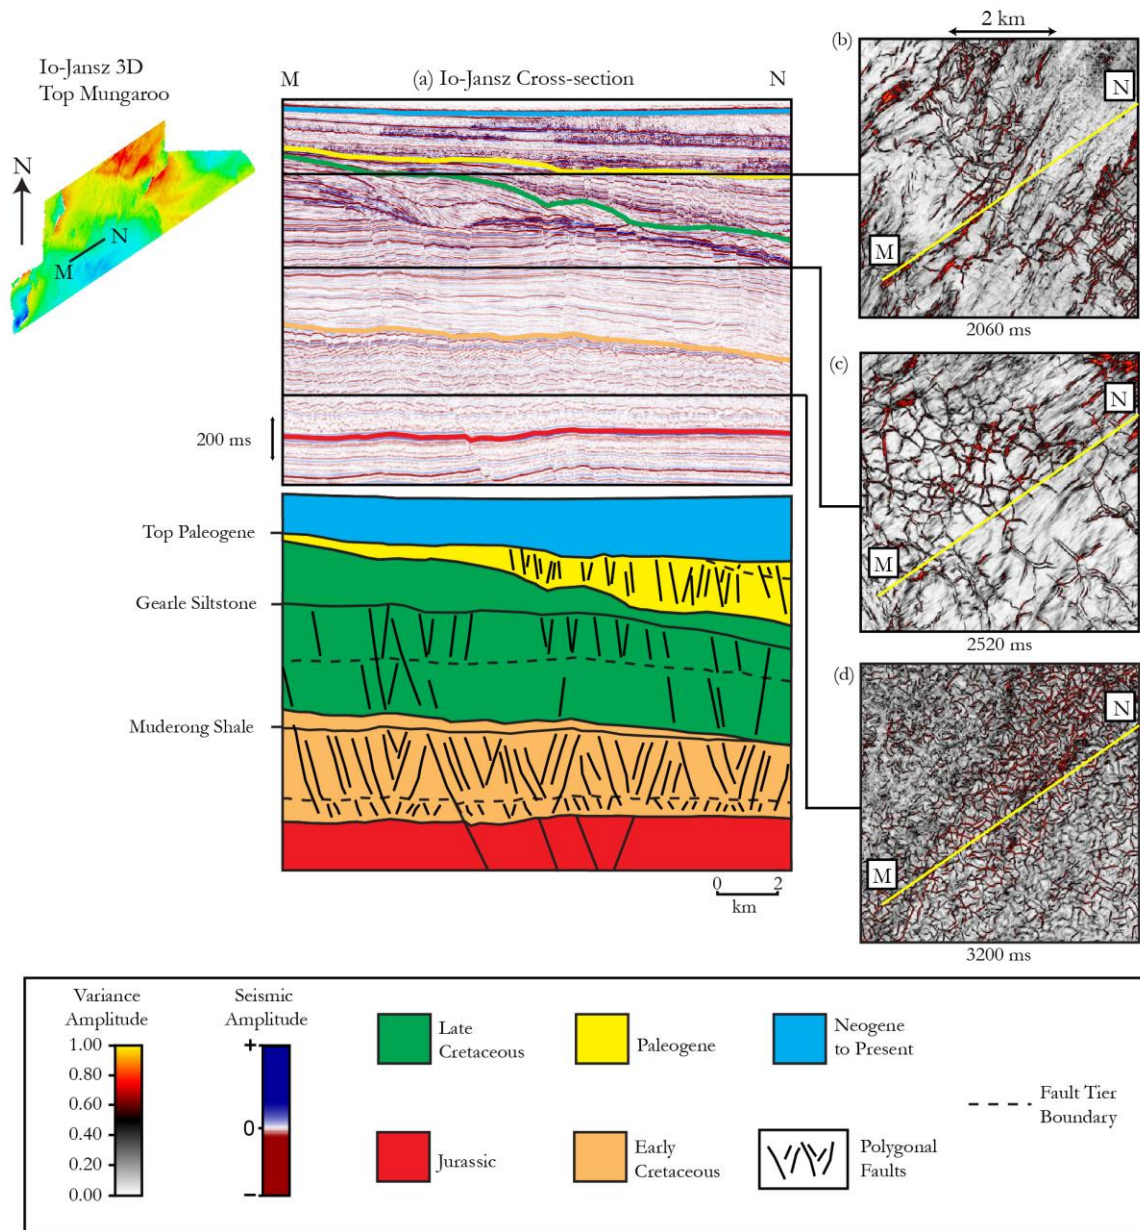 Io-Jansz 3D
Top Mungaroo
N
N
M
M
(a) Io-Jansz Cross-section
N
200 ms
Top Paleogene
Gearle Siltstone
Muderong Shale
0 2
km
2 km
(b)
N
M
2060 ms
(c)
N
M
2520 ms
(d)
N
M
3200 ms
Variance
Amplitude
1.00
0.80
0.60
0.40
0.20
0.00
Seismic
Amplitude
+
0
−
Late
Cretaceous
Paleogene
Neogene
to Present
Jurassic
Early
Cretaceous
Polygonal
Faults
Fault Tier
Boundary